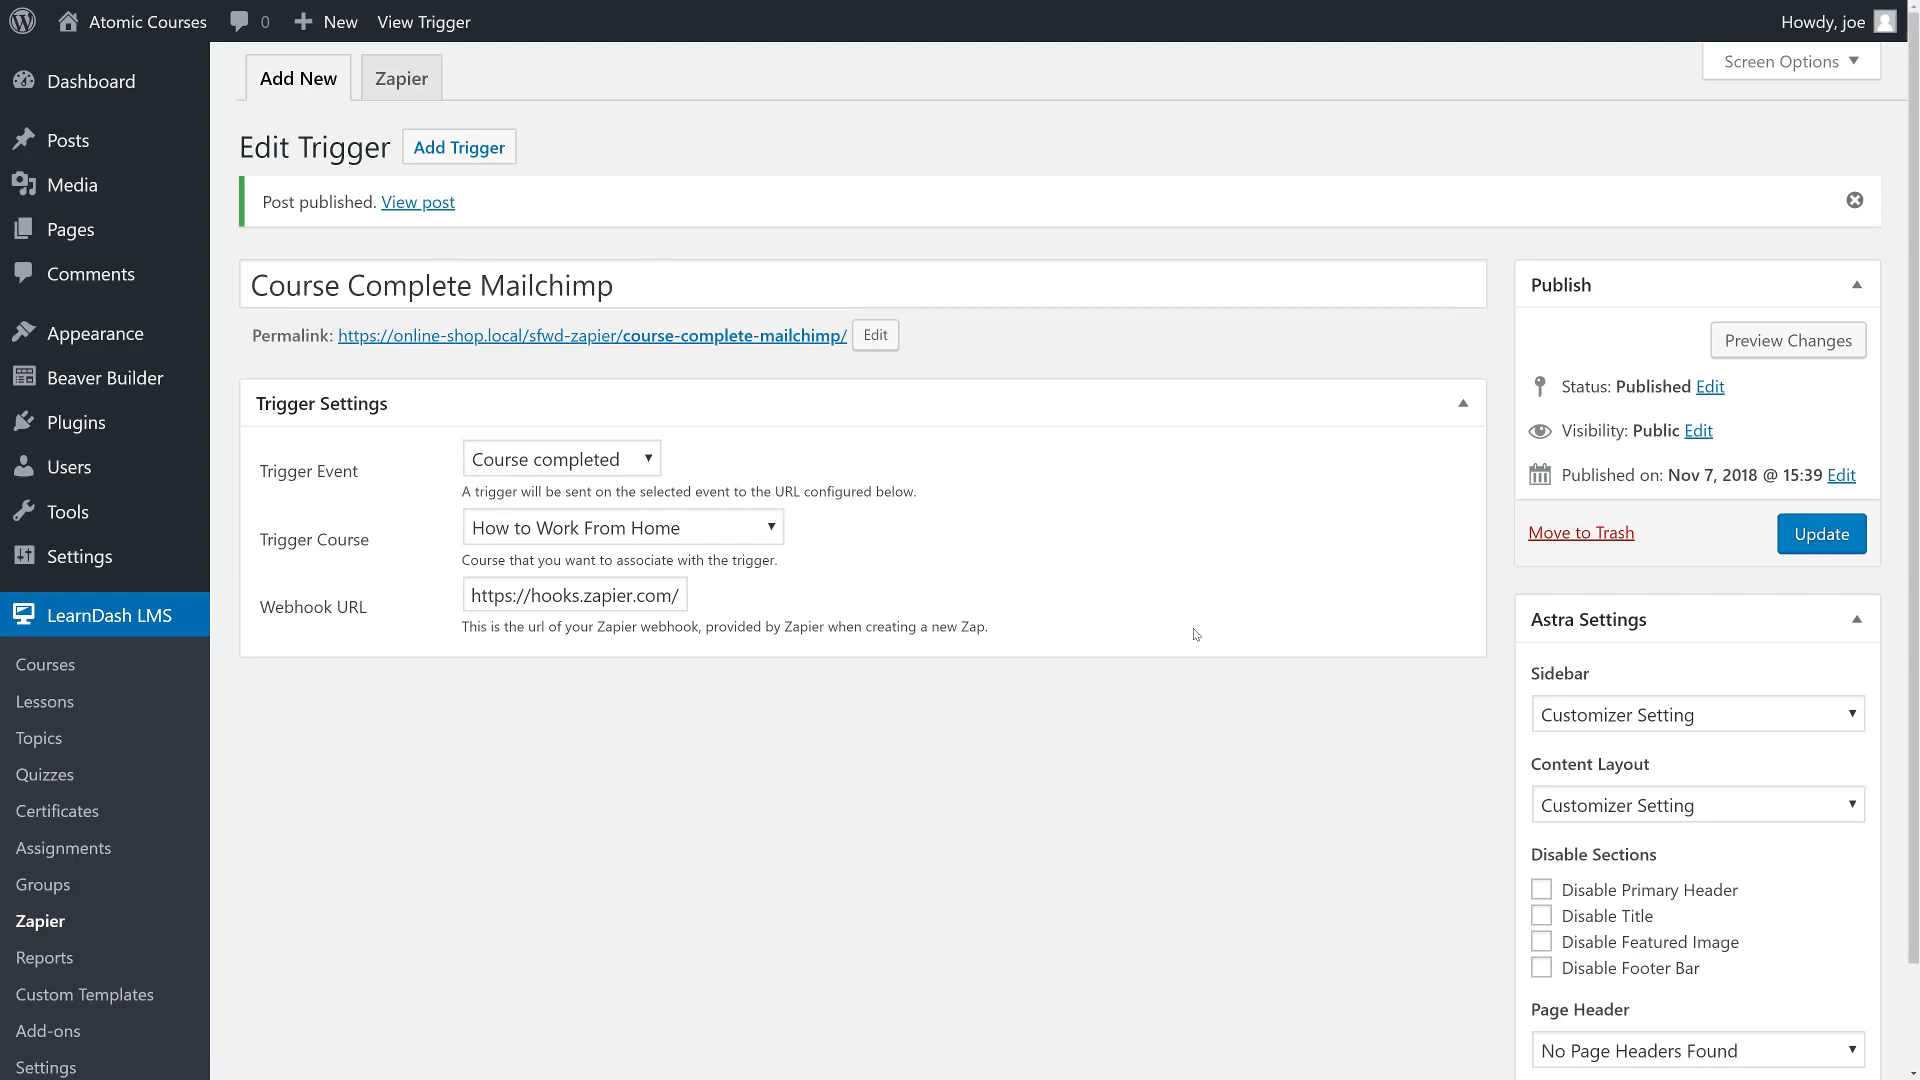 Atomic Courses 0 New View Trigger Howdy, joe
Dashboard
Posts
Media
Pages
Comments
Appearance
Beaver Builder
Plugins
Users
Tools
Settings
LearnDash LMS
Courses
Lessons
Topics
Quizzes
Certificates
Assignments
Groups
Zapier
Reports
Custom Templates
Add-ons
Settings
Add New Zapier
Screen Options
Edit Trigger Add Trigger
Post published. View post
Course Complete Mailchimp
Permalink: https://online-shop.local/sfwd-zapier/course-complete-mailchimp/ Edit
Trigger Settings
Trigger Event Course completed
A trigger will be sent on the selected event to the URL configured below.
Trigger Course How to Work From Home
Course that you want to associate with the trigger.
Webhook URL https://hooks.zapier.com/
This is the url of your Zapier webhook, provided by Zapier when creating a new Zap.
Publish
Preview Changes
Status: Published Edit
Visibility: Public Edit
Published on: Nov 7, 2018 @ 15:39 Edit
Move to Trash Update
Astra Settings
Sidebar
Customizer Setting
Content Layout
Customizer Setting
Disable Sections
Disable Primary Header
Disable Title
Disable Featured Image
Disable Footer Bar
Page Header
No Page Headers Found